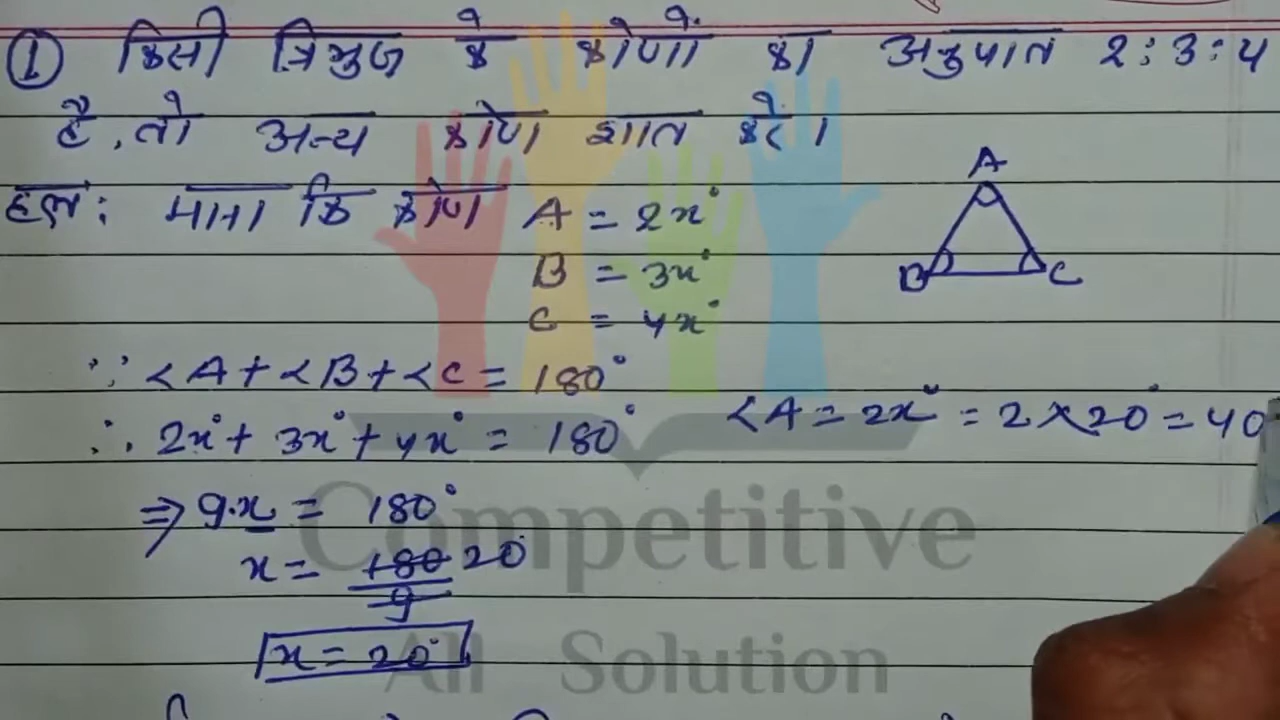 ① किसी त्रिभुज के कोणों का अनुपात 2:3:4
है, तो अन्य कोण ज्ञात करें।
हल: माना कि कोण A = 2x°
B = 3x°
C = 4x°
A
B C
∵ ∠A + ∠B + ∠C = 180°
∴ 2x° + 3x° + 4x° = 180°
∠A = 2x° = 2×20° = 40
⇒ 9.x = 180°
x = 180 20°
9
x = 20°
Competitive
All Solution